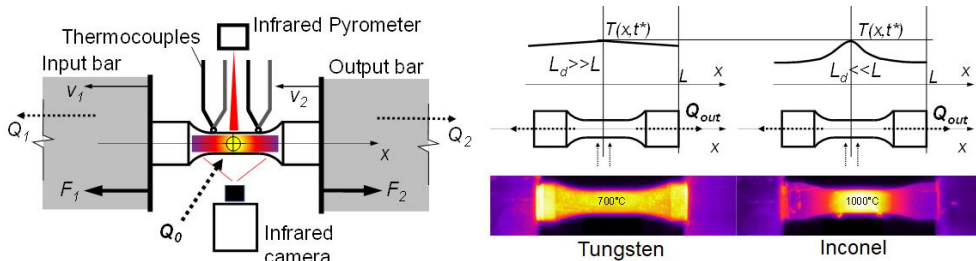 Infrared Pyrometer
Thermocouples
Input bar
Output bar
v1
v2
Q1
Q2
x
F1
F2
Q0
Infrared
camera
T(x,t*)
Ld>>L
L
x
Qout
x
700°C
Tungsten
T(x,t*)
Ld<<L
L
x
Qout
x
1000°C
Inconel